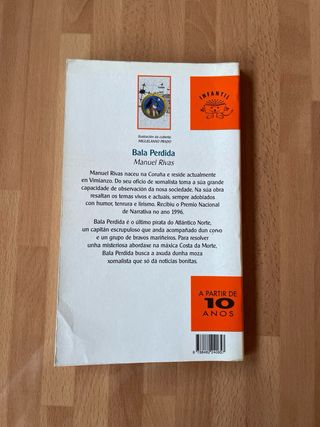 INFANTIL
Ilustración da cuberta:
MIGUELANXO PRADO
Bala Perdida
Manuel Rivas
Manuel Rivas naceu na Coruña e reside actualmente
en Vimianzo. Do seu oficio de xornalista toma a súa grande
capacidade de observación da nosa sociedade. Na súa obra
resaltan os temas vivos e actuais, sempre adobiados
con humor, tenrura e lirismo. Recibiu o Premio Nacional
de Narrativa no ano 1996.
Bala Perdida é o último pirata do Atlántico Norte,
un capitán escrupuloso que anda acompañado dun corvo
e un grupo de bravos mariñeiros. Para resolver
unha misteriosa abordaxe na máxica Costa da Morte,
Bala Perdida busca a axuda dunha moza
xornalista que só dá noticias bonitas.
A PARTIR DE
10
ANOS